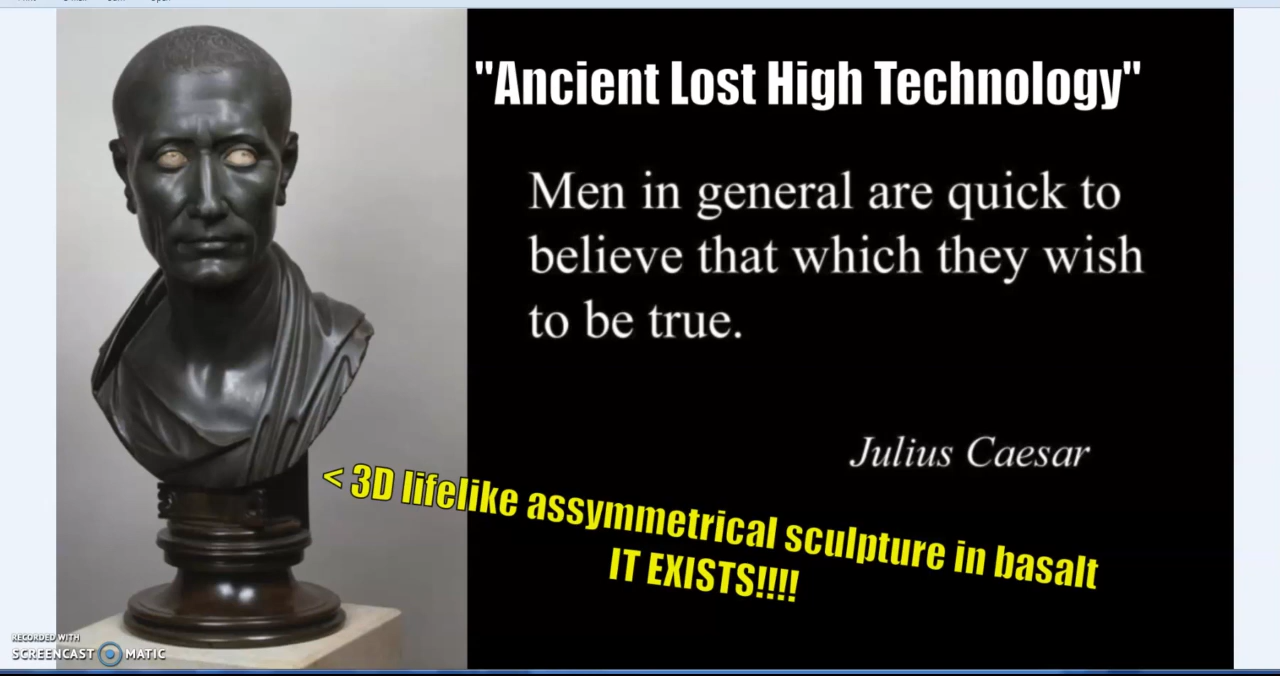 "Ancient Lost High Technology"
Men in general are quick to
believe that which they wish
to be true.
Julius Caesar
< 3D lifelike assymmetrical sculpture in basalt
IT EXISTS!!!!
RECORDED WITH
SCREENCAST MATIC